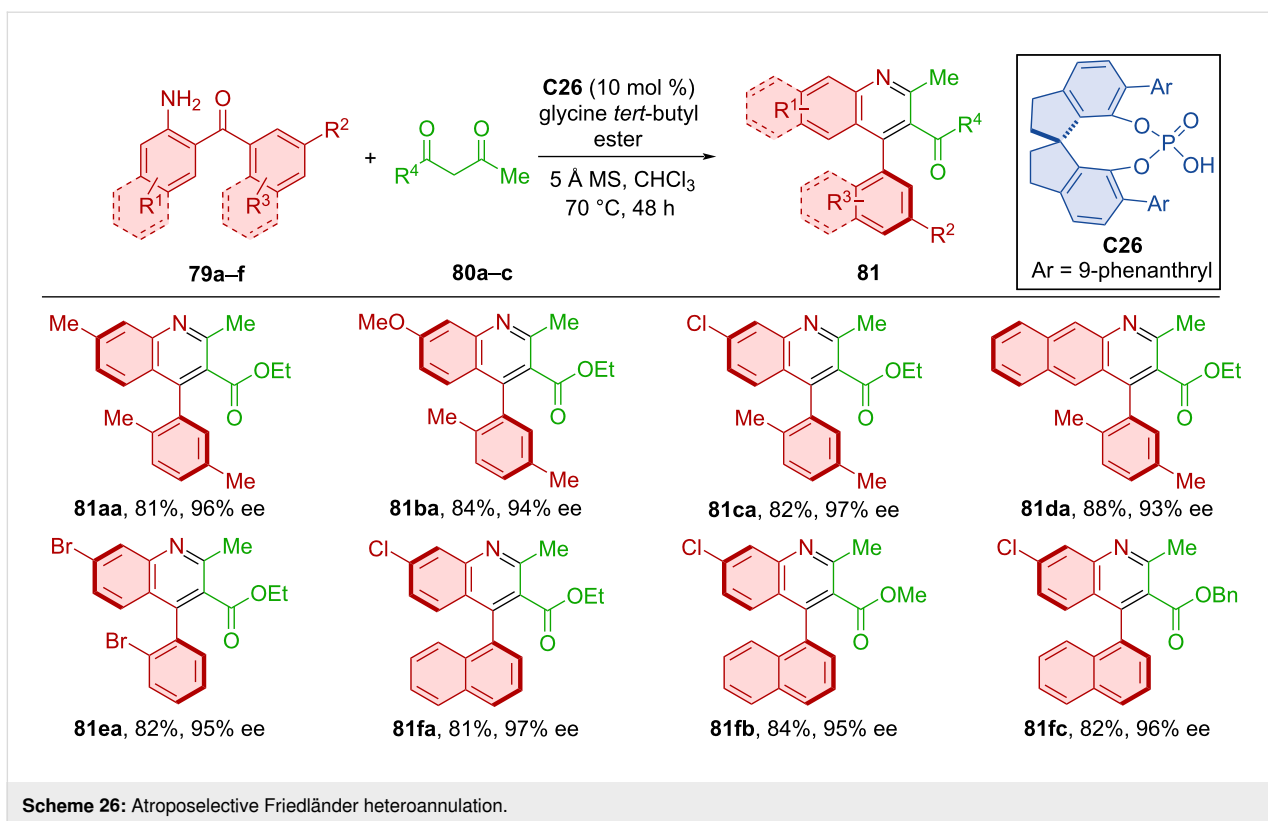 NH₂
O
R²
R¹
R³
+
O
O
R⁴
Me
C26 (10 mol %)
glycine tert-butyl
ester
5 Å MS, CHCl₃
70 °C, 48 h
N
Me
R¹
R⁴
O
R³
R²
Ar
O
O
P
OH
O
Ar
C26
Ar = 9-phenanthryl
79a–f
80a–c
81
Me
N
Me
OEt
O
Me
Me
81aa, 81%, 96% ee
MeO
N
Me
OEt
O
Me
Me
81ba, 84%, 94% ee
Cl
N
Me
OEt
O
Me
Me
81ca, 82%, 97% ee
N
Me
OEt
O
Me
Me
81da, 88%, 93% ee
Br
N
Me
OEt
O
Br
81ea, 82%, 95% ee
Cl
N
Me
OEt
O
81fa, 81%, 97% ee
Cl
N
Me
OMe
O
81fb, 84%, 95% ee
Cl
N
Me
OBn
O
81fc, 82%, 96% ee
Scheme 26: Atroposelective Friedländer heteroannulation.